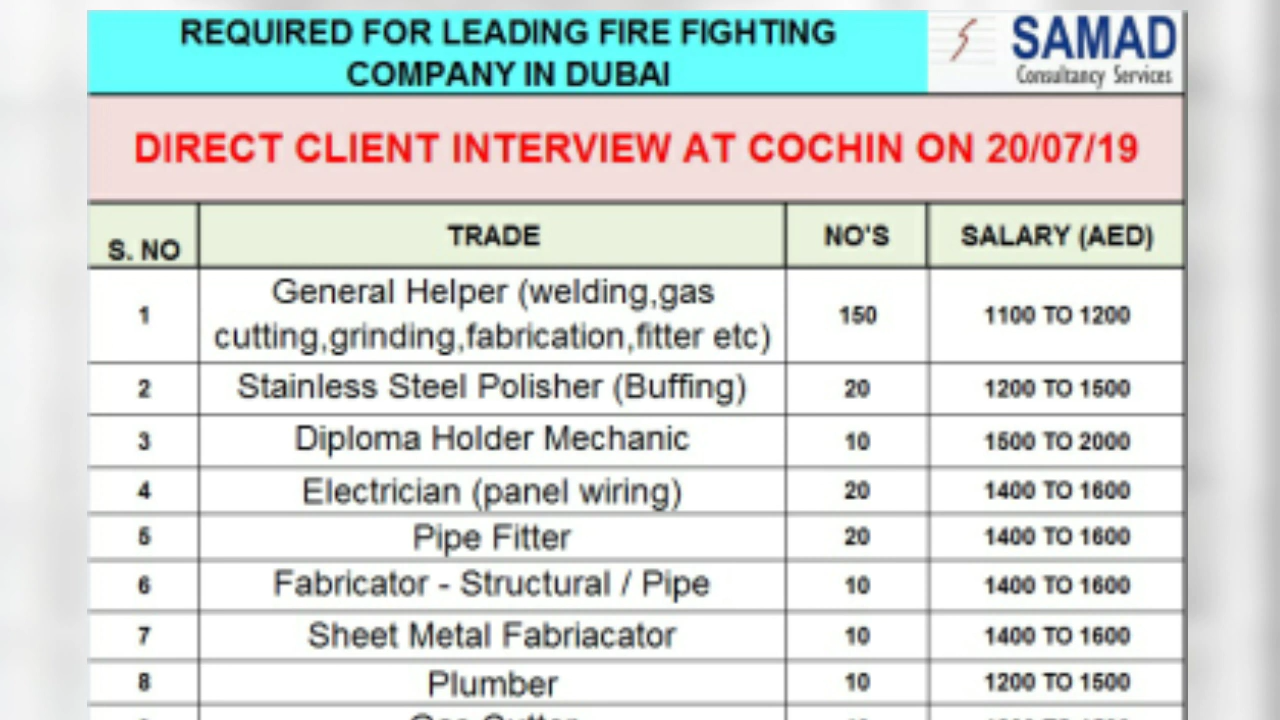 REQUIRED FOR LEADING FIRE FIGHTING
COMPANY IN DUBAI
SAMAD
Consultancy Services
DIRECT CLIENT INTERVIEW AT COCHIN ON 20/07/19
S. NO TRADE NO'S SALARY (AED)
1 General Helper (welding,gas cutting,grinding,fabrication,fitter etc) 150 1100 TO 1200
2 Stainless Steel Polisher (Buffing) 20 1200 TO 1500
3 Diploma Holder Mechanic 10 1500 TO 2000
4 Electrician (panel wiring) 20 1400 TO 1600
5 Pipe Fitter 20 1400 TO 1600
6 Fabricator - Structural / Pipe 10 1400 TO 1600
7 Sheet Metal Fabriacator 10 1400 TO 1600
8 Plumber 10 1200 TO 1500